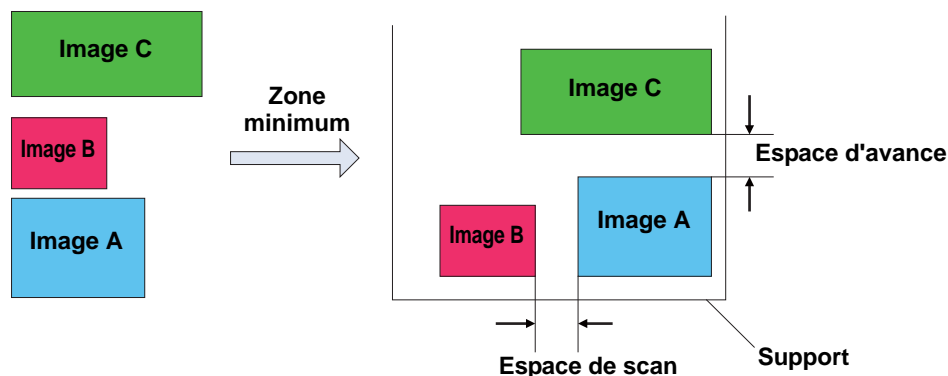 Image C
Image B
Image A
Zone
minimum
Image C
Espace d'avance
Image B
Image A
Espace de scan
Support